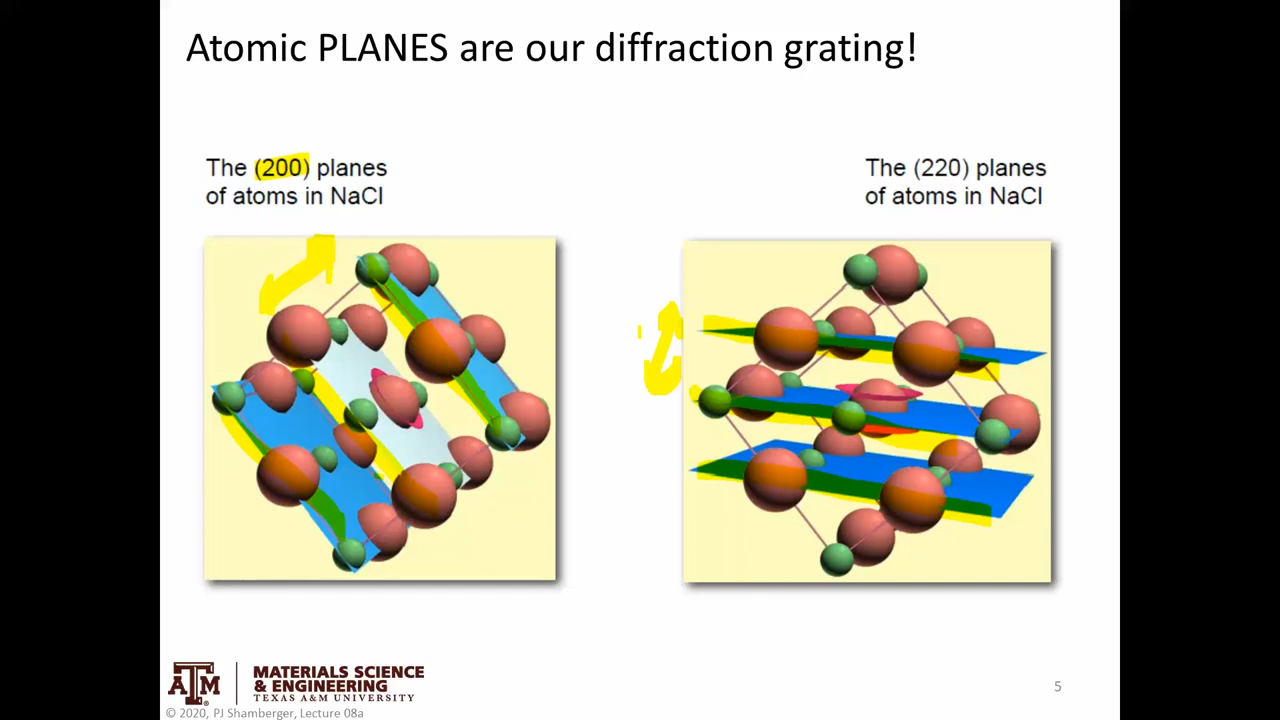 Atomic PLANES are our diffraction grating!
The (200) planes
of atoms in NaCl
The (220) planes
of atoms in NaCl
ATM
MATERIALS SCIENCE
& ENGINEERING
TEXAS A&M UNIVERSITY
© 2020, PJ Shamberger, Lecture 08a
5